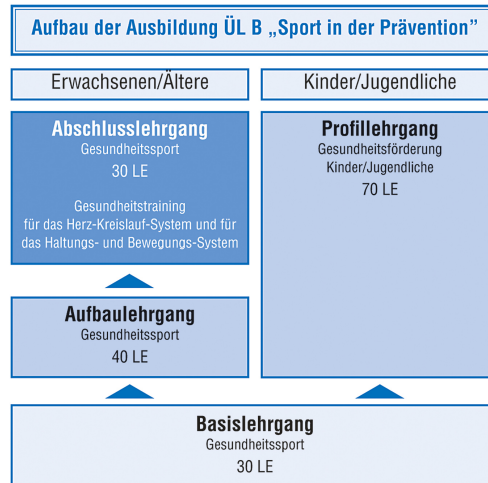 Aufbau der Ausbildung ÜL B „Sport in der Prävention”
Erwachsenen/Ältere
Kinder/Jugendliche
Abschlusslehrgang
Gesundheitssport
30 LE
Gesundheitstraining
für das Herz-Kreislauf-System und für
das Haltungs- und Bewegungs-System
Profillehrgang
Gesundheitsförderung
Kinder/Jugendliche
70 LE
Aufbaulehrgang
Gesundheitssport
40 LE
Basislehrgang
Gesundheitssport
30 LE